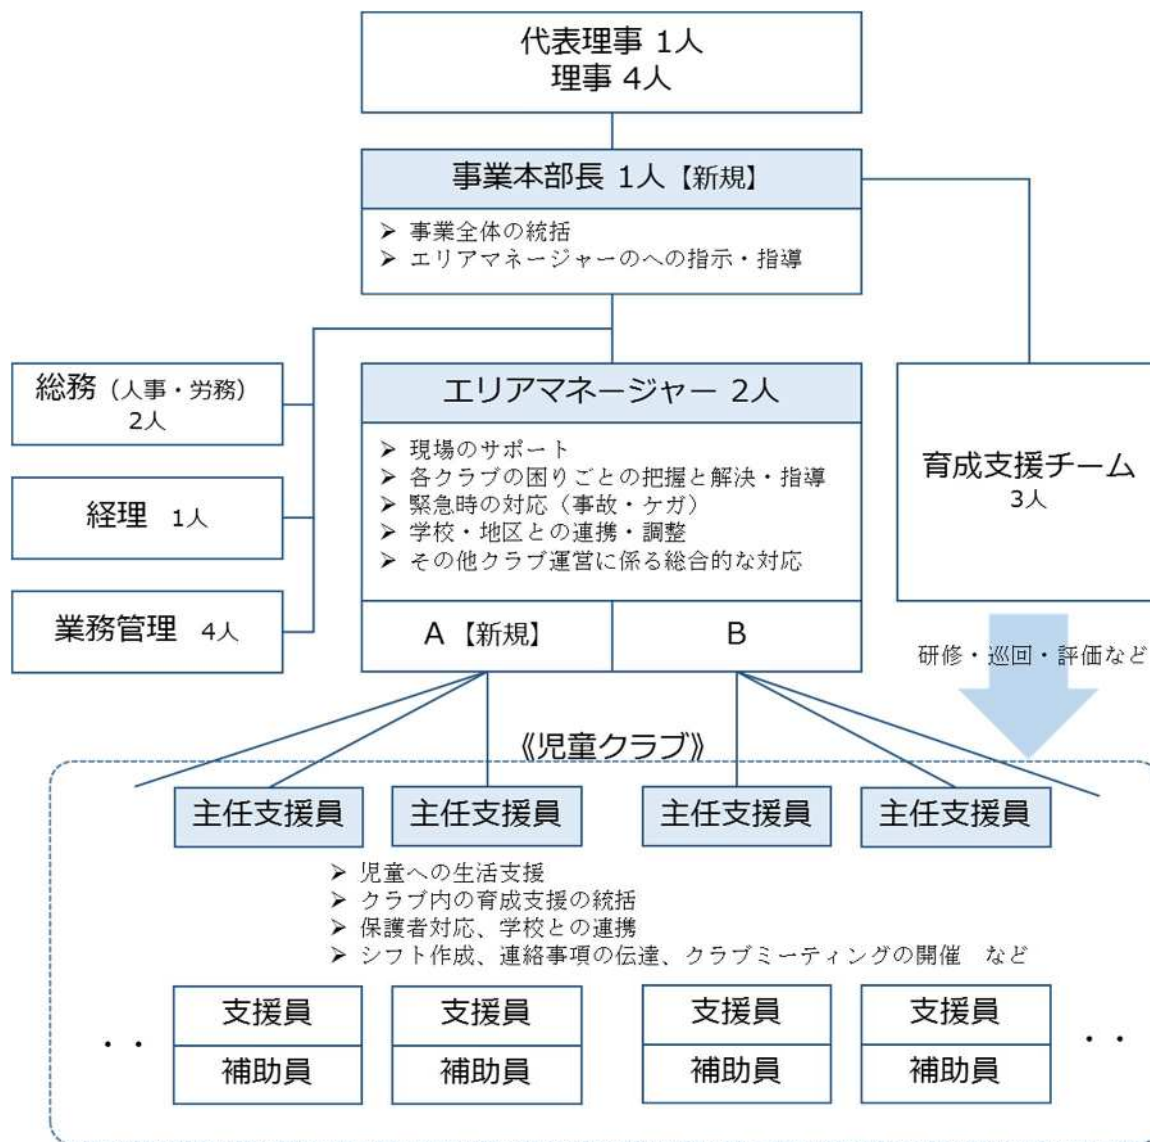 代表理事 1人
理事 4人
事業本部長 1人【新規】
➢ 事業全体の統括
➢ エリアマネージャーのへの指示・指導
総務（人事・労務）
2人
経理 1人
業務管理 4人
エリアマネージャー 2人
➢ 現場のサポート
➢ 各クラブの困りごとの把握と解決・指導
➢ 緊急時の対応（事故・ケガ）
➢ 学校・地区との連携・調整
➢ その他クラブ運営に係る総合的な対応
A【新規】
B
育成支援チーム
3人
研修・巡回・評価など
《児童クラブ》
主任支援員 主任支援員 主任支援員 主任支援員
➢ 児童への生活支援
➢ クラブ内の育成支援の統括
➢ 保護者対応、学校との連携
➢ シフト作成、連絡事項の伝達、クラブミーティングの開催 など
・・ 支援員 支援員 支援員 支援員 ・・
補助員 補助員 補助員 補助員